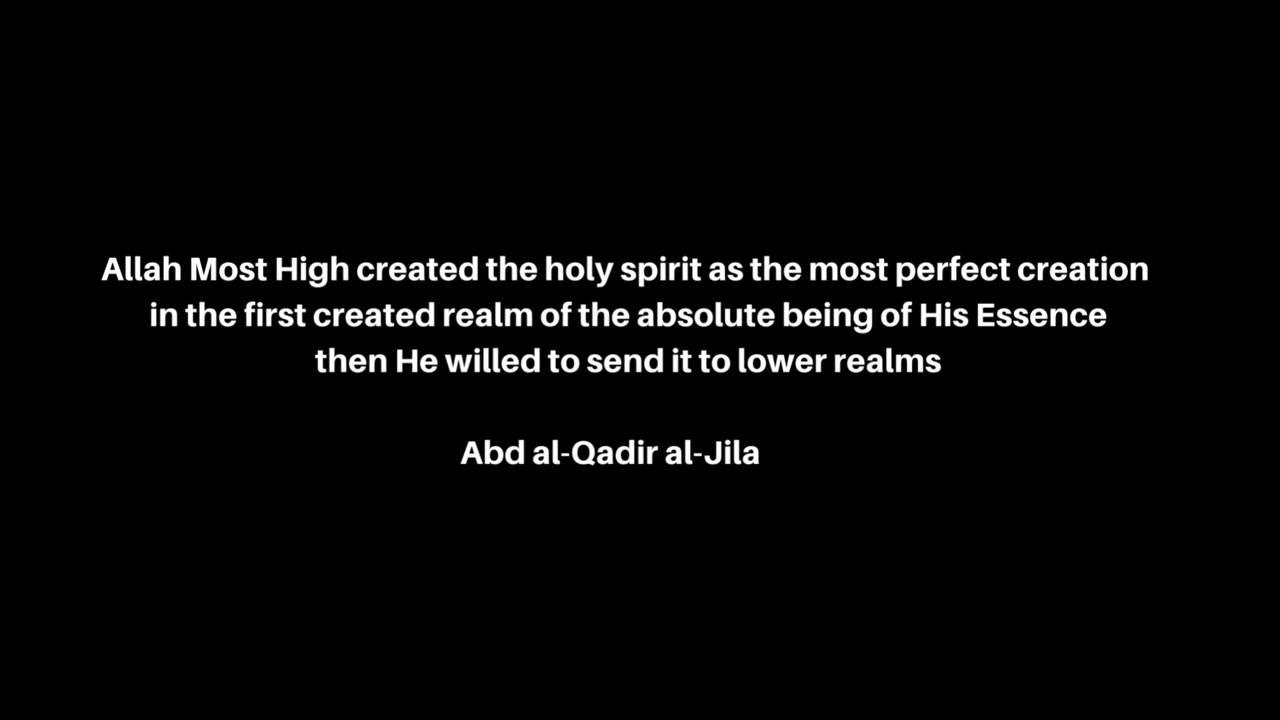 Allah Most High created the holy spirit as the most perfect creation
in the first created realm of the absolute being of His Essence
then He willed to send it to lower realms
Abd al-Qadir al-Jila